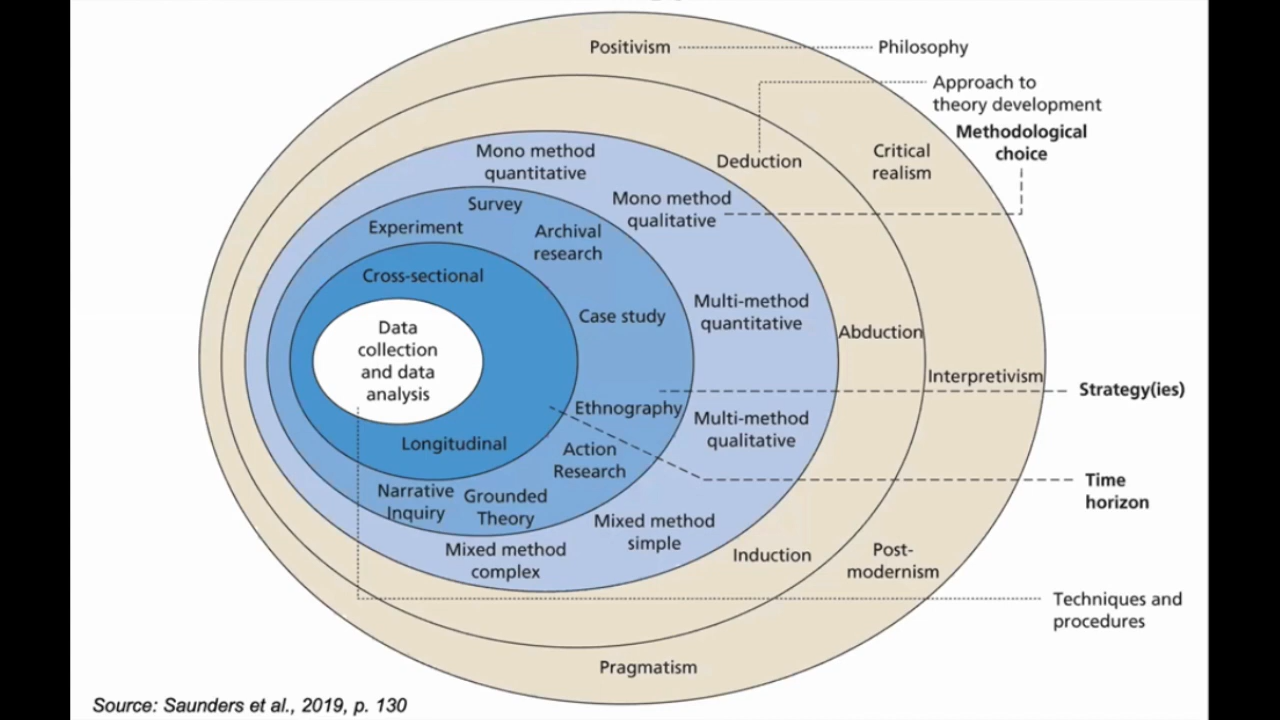 Positivism
Philosophy
Approach to
theory development
Methodological
choice
Deduction
Critical
realism
Mono method
quantitative
Mono method
qualitative
Survey
Experiment
Archival
research
Cross-sectional
Case study
Multi-method
quantitative
Abduction
Data
collection
and data
analysis
Interpretivism
Strategy(ies)
Ethnography
Multi-method
qualitative
Longitudinal
Action
Research
Time
horizon
Narrative
Inquiry
Grounded
Theory
Mixed method
simple
Mixed method
complex
Induction
Post-
modernism
Techniques and
procedures
Pragmatism
Source: Saunders et al., 2019, p. 130